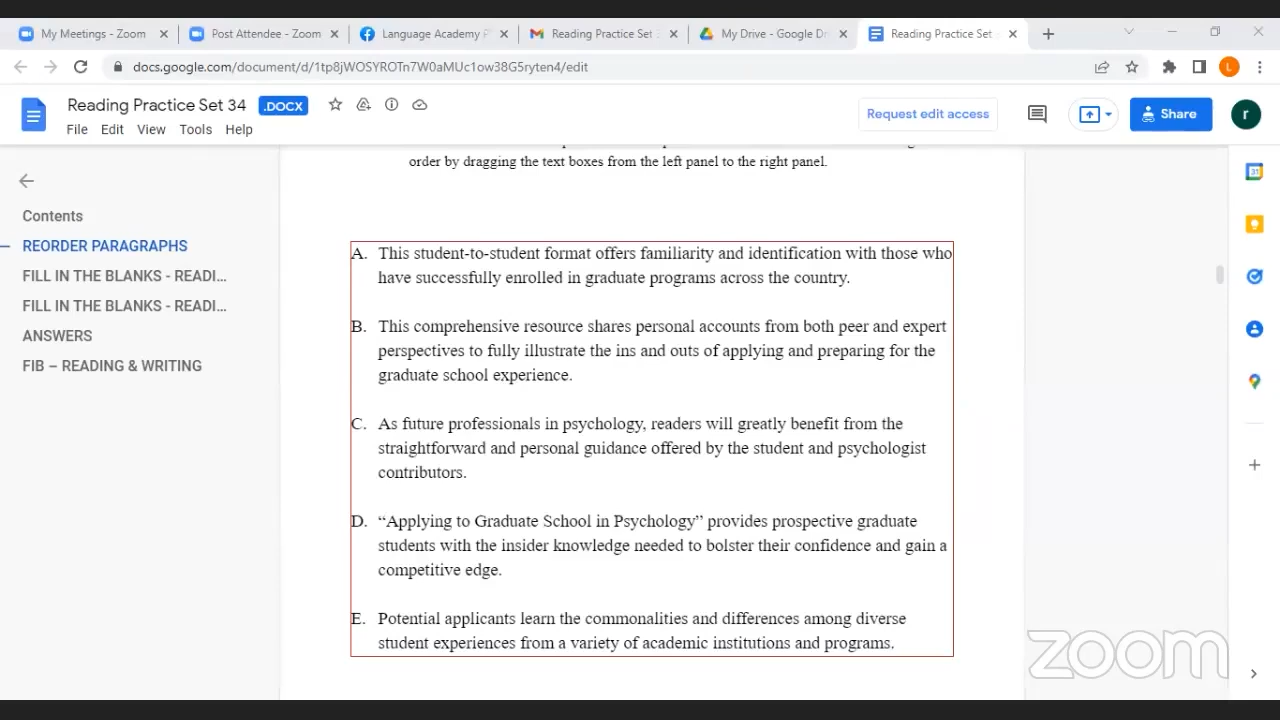 My Meetings - Zoom
Post Attendee - Zoom
Language Academy P
Reading Practice Set 3
My Drive - Google Dr
Reading Practice Set
docs.google.com/document/d/1tp8jWOSYROTn7W0aMUc1ow38G5ryten4/edit
L
Reading Practice Set 34
.DOCX
Request edit access
Share
r
File Edit View Tools Help
order by dragging the text boxes from the left panel to the right panel.
Contents
REORDER PARAGRAPHS
FILL IN THE BLANKS - READI...
FILL IN THE BLANKS - READI...
ANSWERS
FIB – READING & WRITING
A. This student-to-student format offers familiarity and identification with those who
have successfully enrolled in graduate programs across the country.
B. This comprehensive resource shares personal accounts from both peer and expert
perspectives to fully illustrate the ins and outs of applying and preparing for the
graduate school experience.
C. As future professionals in psychology, readers will greatly benefit from the
straightforward and personal guidance offered by the student and psychologist
contributors.
D. “Applying to Graduate School in Psychology” provides prospective graduate
students with the insider knowledge needed to bolster their confidence and gain a
competitive edge.
E. Potential applicants learn the commonalities and differences among diverse
student experiences from a variety of academic institutions and programs.
zoom